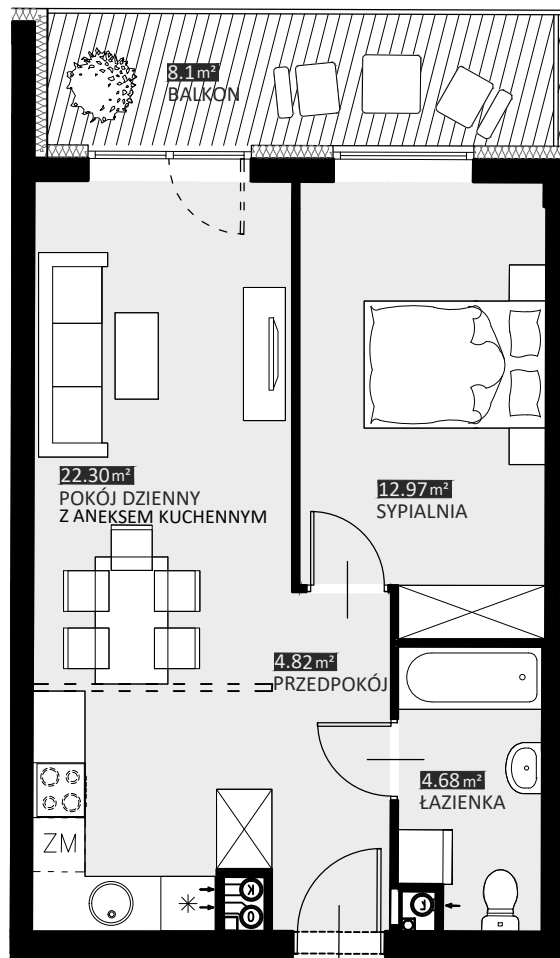 8.1 m²
BALKON
22.30 m²
POKÓJ DZIENNY
Z ANEKSEM KUCHENNYM
12.97 m²
SYPIALNIA
4.82 m²
PRZEDPOKÓJ
4.68 m²
ŁAZIENKA
ZM
K
O
Ł